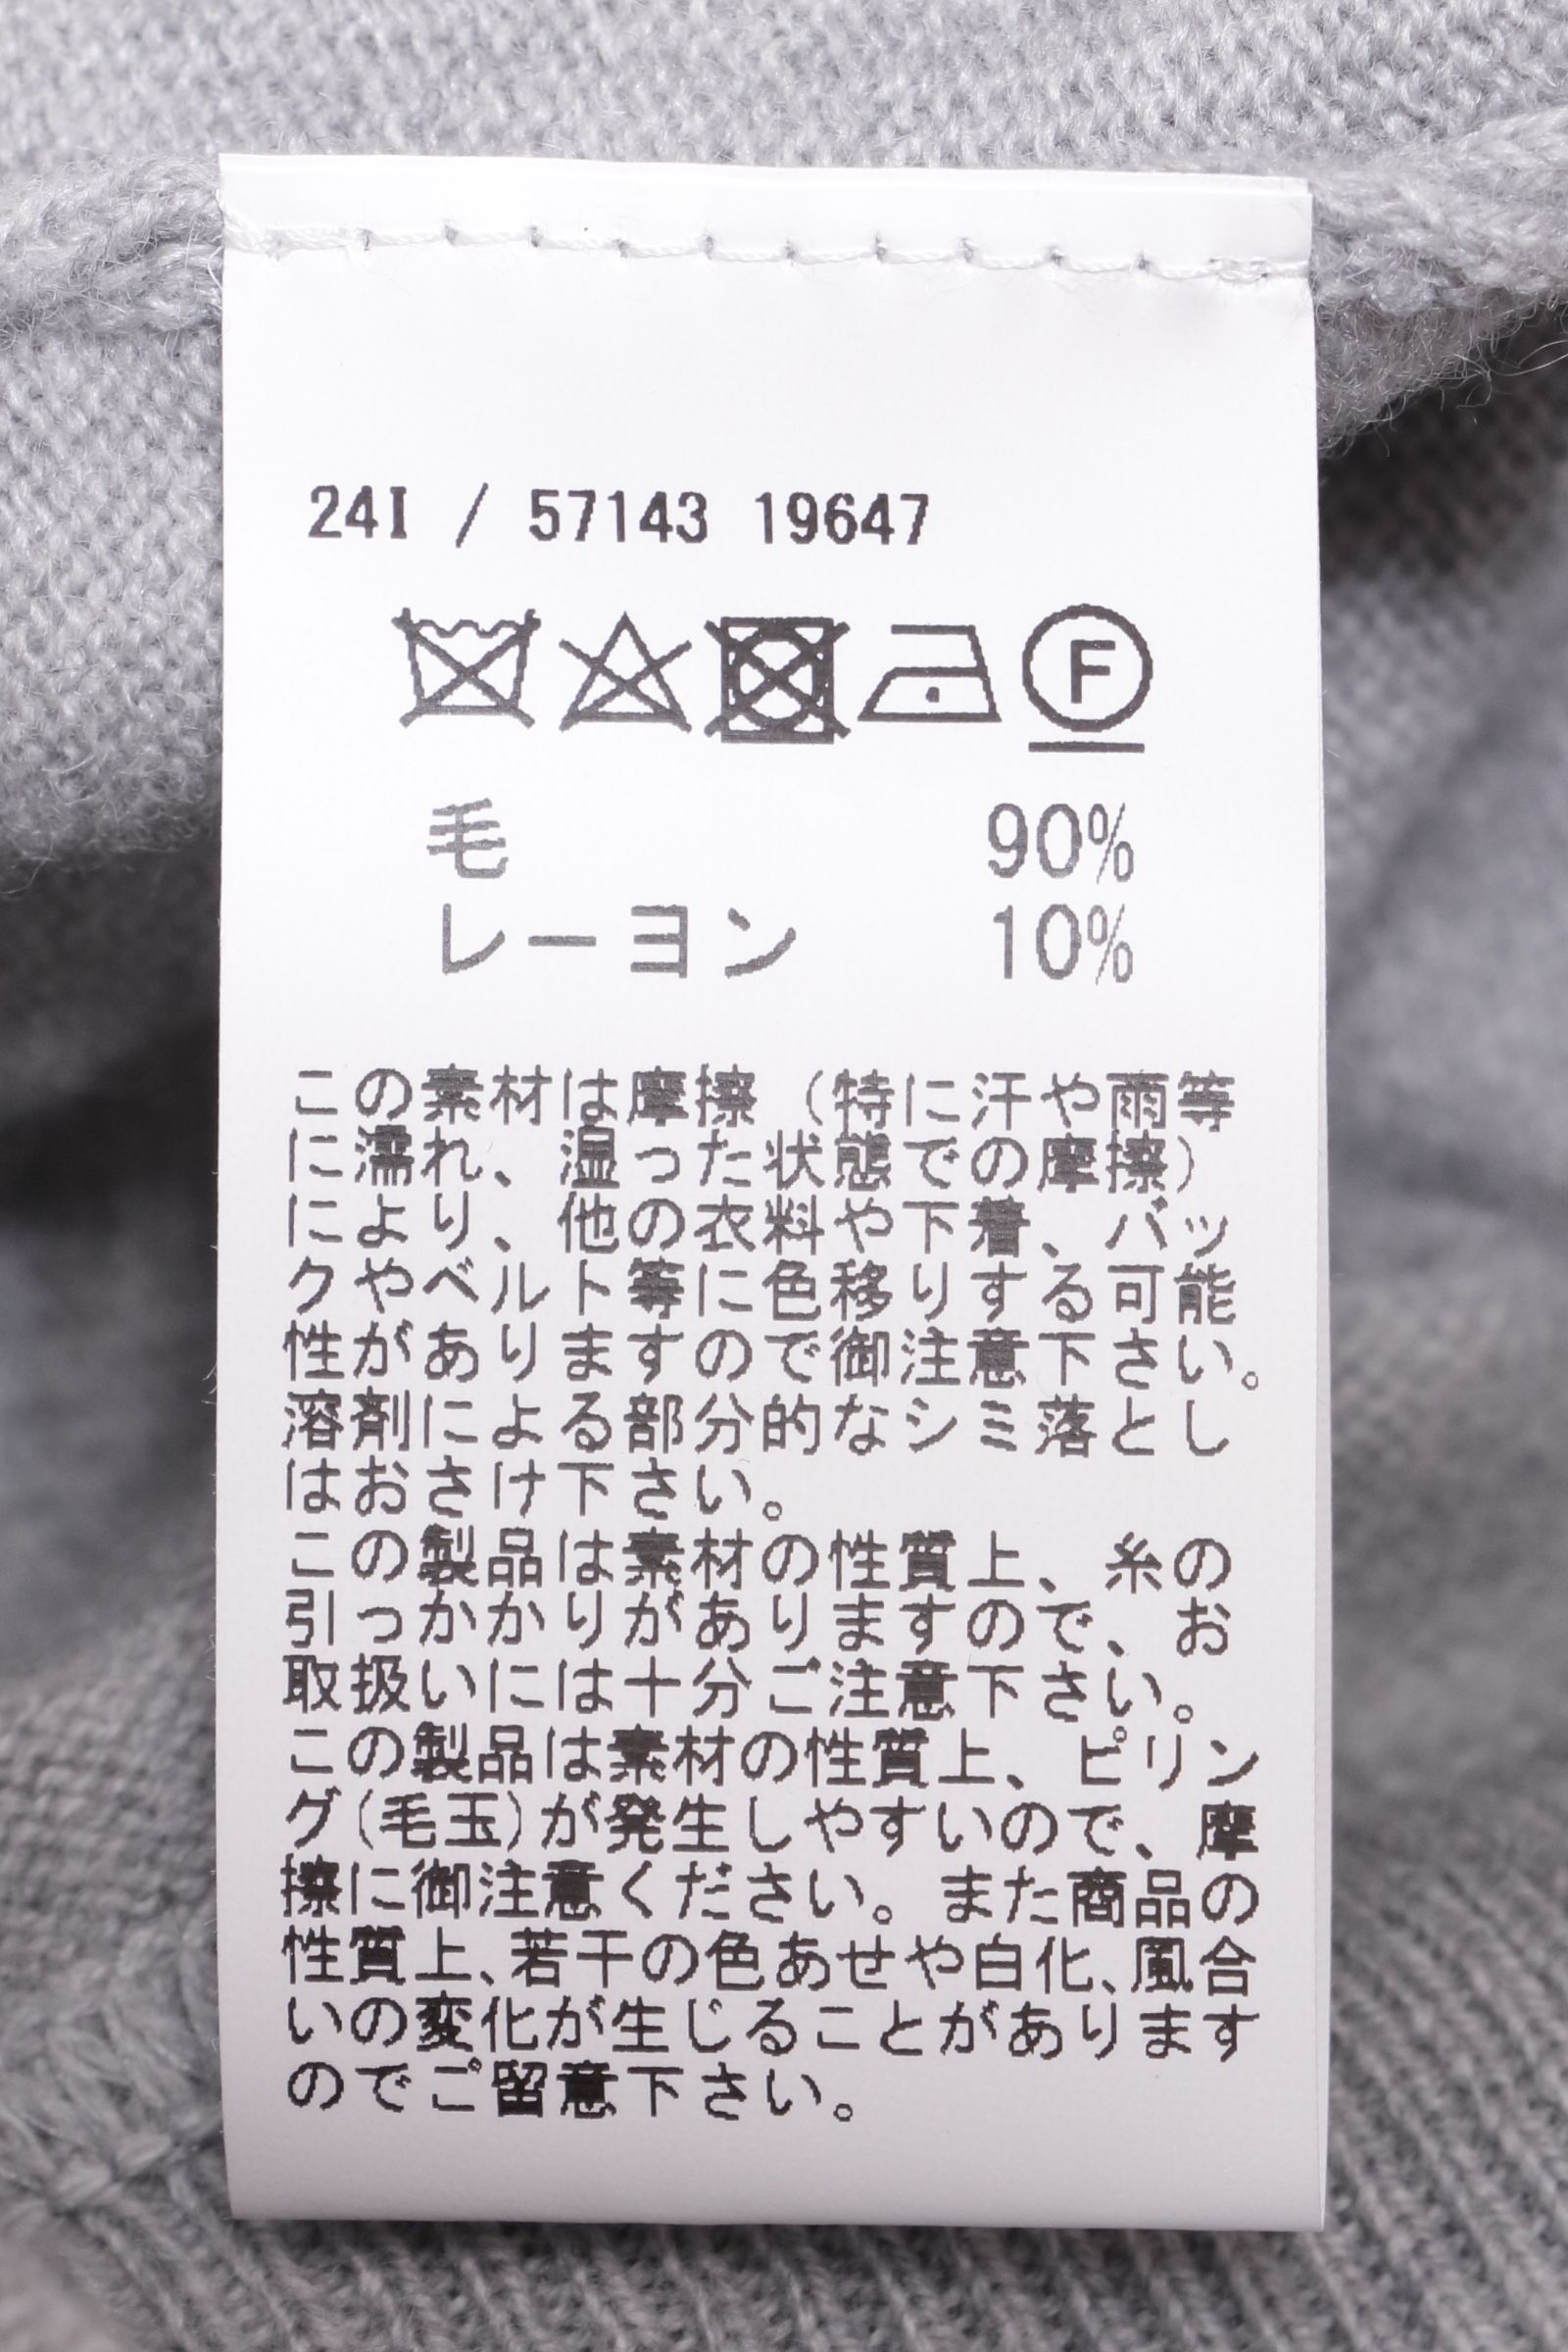 24I / 57143 19647
F
毛 90%
レーヨン 10%
この素材は摩擦（特に汗や雨等
に濡れ、湿った状態での摩擦）
により、他の衣料や下着、バッ
クやベルト等に色移りする可能
性がありますので御注意下さい。
溶剤による部分的なシミ落とし
はおさけ下さい。
この製品は素材の性質上、糸の
引っかかりがありますので、お
取扱いには十分ご注意下さい。
この製品は素材の性質上、ピリン
グ(毛玉)が発生しやすいので、摩
擦に御注意ください。また商品の
性質上、若干の色あせや白化、風合
いの変化が生じることがあります
のでご留意下さい。